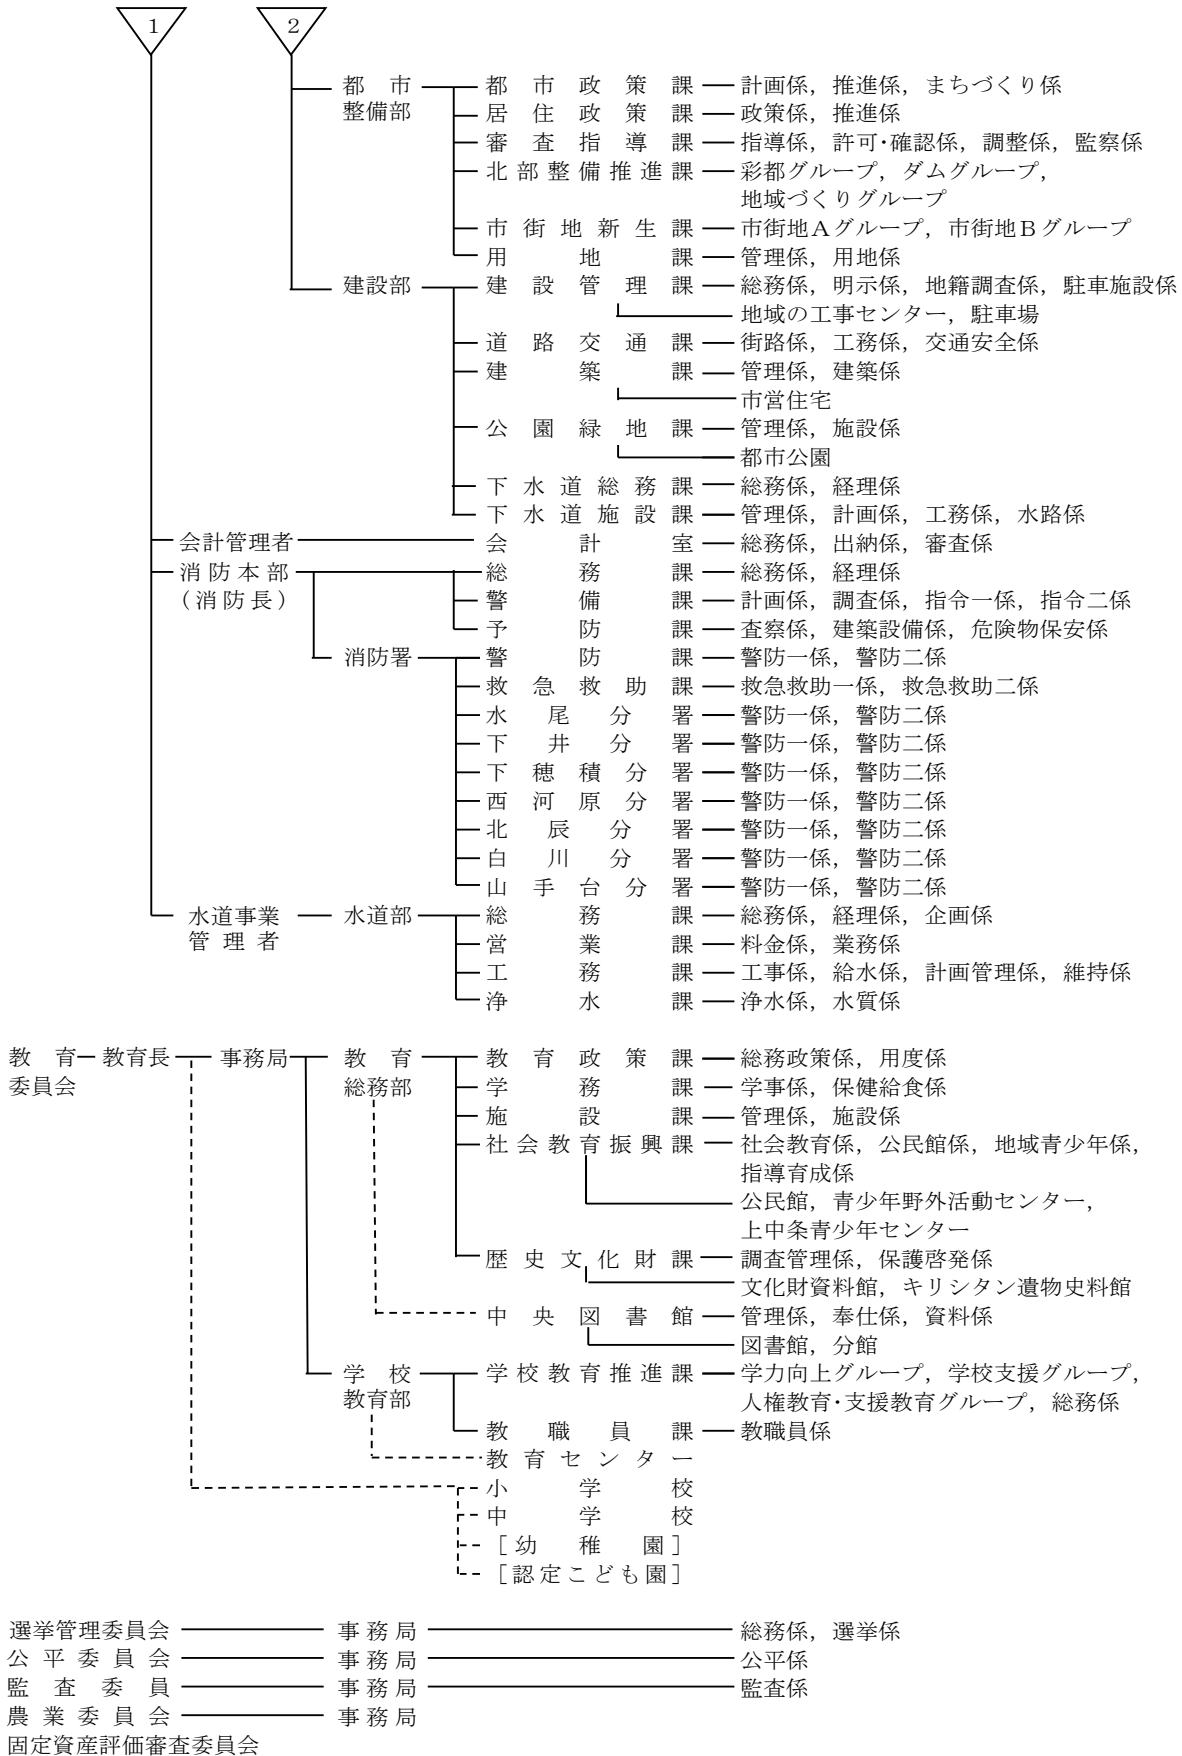 1 2
都市 都市政策課 計画係，推進係，まちづくり係
整備部 居住政策課 政策係，推進係
審査指導課 指導係，許可・確認係，調整係，監察係
北部整備推進課 彩都グループ，ダムグループ，
地域づくりグループ
市街地新生課 市街地Ａグループ，市街地Ｂグループ
用地課 管理係，用地係
建設部 建設管理課 総務係，明示係，地籍調査係，駐車施設係
地域の工事センター，駐車場
道路交通課 街路係，工務係，交通安全係
建築課 管理係，建築係
市営住宅
公園緑地課 管理係，施設係
都市公園
下水道総務課 総務係，経理係
下水道施設課 管理係，計画係，工務係，水路係
会計管理者 会計室 総務係，出納係，審査係
消防本部 総務課 総務係，経理係
（消防長） 警備課 計画係，調査係，指令一係，指令二係
予防課 査察係，建築設備係，危険物保安係
消防署 警防課 警防一係，警防二係
救急救助課 救急救助一係，救急救助二係
水尾分署 警防一係，警防二係
下井分署 警防一係，警防二係
下穂積分署 警防一係，警防二係
西河原分署 警防一係，警防二係
北辰分署 警防一係，警防二係
白川分署 警防一係，警防二係
山手台分署 警防一係，警防二係
水道事業 水道部 総務課 総務係，経理係，企画係
管理者 営業課 料金係，業務係
工務課 工事係，給水係，計画管理係，維持係
浄水課 浄水係，水質係
教育 教育長 事務局 教育 教育政策課 総務政策係，用度係
委員会 総務部 学務課 学事係，保健給食係
施設課 管理係，施設係
社会教育振興課 社会教育係，公民館係，地域青少年係，
指導育成係
公民館，青少年野外活動センター，
上中条青少年センター
歴史文化財課 調査管理係，保護啓発係
文化財資料館，キリシタン遺物史料館
中央図書館 管理係，奉仕係，資料係
図書館，分館
学校 学校教育推進課 学力向上グループ，学校支援グループ，
教育部 人権教育・支援教育グループ，総務係
教職員課 教職員係
教育センター
小学校
中学校
［幼稚園］
［認定こども園］
選挙管理委員会 事務局 総務係，選挙係
公平委員会 事務局 公平係
監査委員 事務局 監査係
農業委員会 事務局
固定資産評価審査委員会